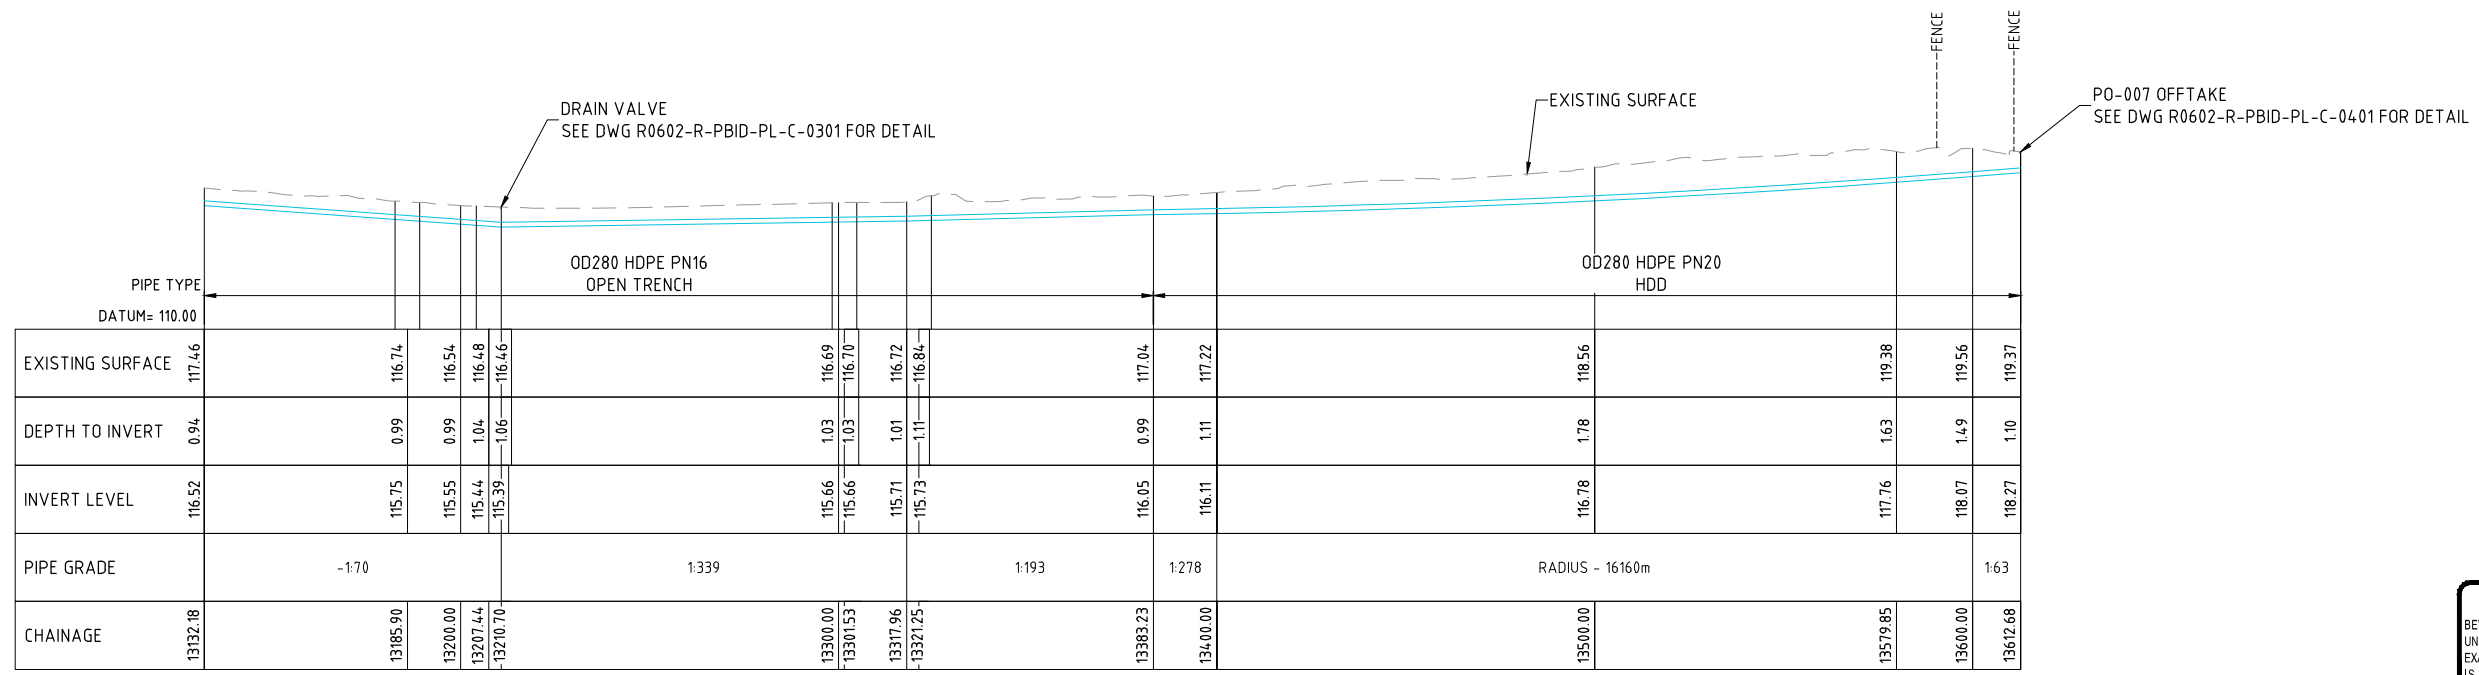 FENCE
FENCE
DRAIN VALVE
SEE DWG R0602-R-PBID-PL-C-0301 FOR DETAIL
EXISTING SURFACE
PO-007 OFFTAKE
SEE DWG R0602-R-PBID-PL-C-0401 FOR DETAIL
OD280 HDPE PN16
OPEN TRENCH
OD280 HDPE PN20
HDD
PIPE TYPE
DATUM= 110.00
EXISTING SURFACE 117.46 116.74 116.54 116.48 116.46 116.69 116.70 116.72 116.84 117.04 117.22 118.56 119.38 119.56 119.37
DEPTH TO INVERT 0.94 0.99 0.99 1.04 1.06 1.03 1.03 1.01 1.11 0.99 1.11 1.78 1.63 1.49 1.10
INVERT LEVEL 116.52 115.75 115.55 115.44 115.39 115.66 115.66 115.71 115.73 116.05 116.11 116.78 117.76 118.07 118.27
PIPE GRADE -1:70 1:339 1:193 1:278 RADIUS - 16160m 1:63
CHAINAGE 13132.18 13185.90 13200.00 13207.44 13210.70 13300.00 13301.53 13317.96 13321.25 13383.23 13400.00 13500.00 13579.85 13600.00 13612.68
UN
IS